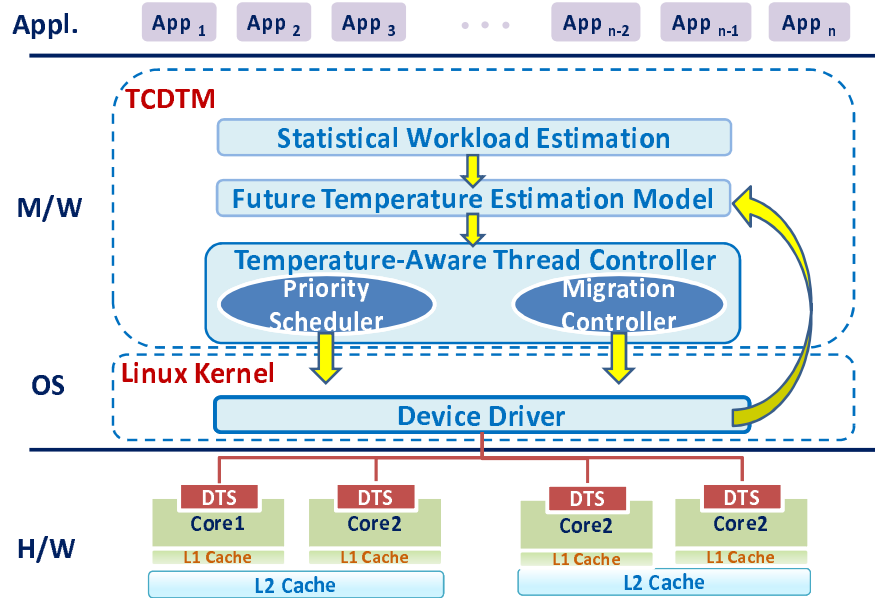 Appl. App 1 App 2 App 3 . . . App n-2 App n-1 App n
TCDTM
Statistical Workload Estimation
M/W
Future Temperature Estimation Model
Temperature-Aware Thread Controller
Priority Scheduler
Migration Controller
OS
Linux Kernel
Device Driver
H/W
DTS DTS DTS DTS
Core1 Core2 Core2 Core2
L1 Cache L1 Cache L1 Cache L1 Cache
L2 Cache L2 Cache